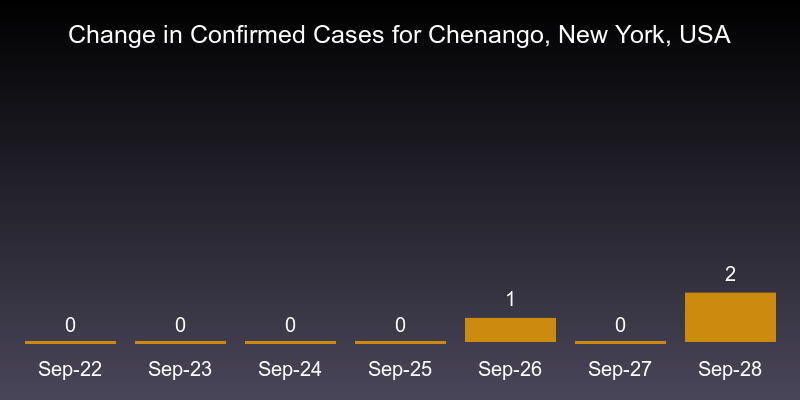 Change in Confirmed Cases for Chenango, New York, USA
0 0 0 0 1 0 2
Sep-22 Sep-23 Sep-24 Sep-25 Sep-26 Sep-27 Sep-28